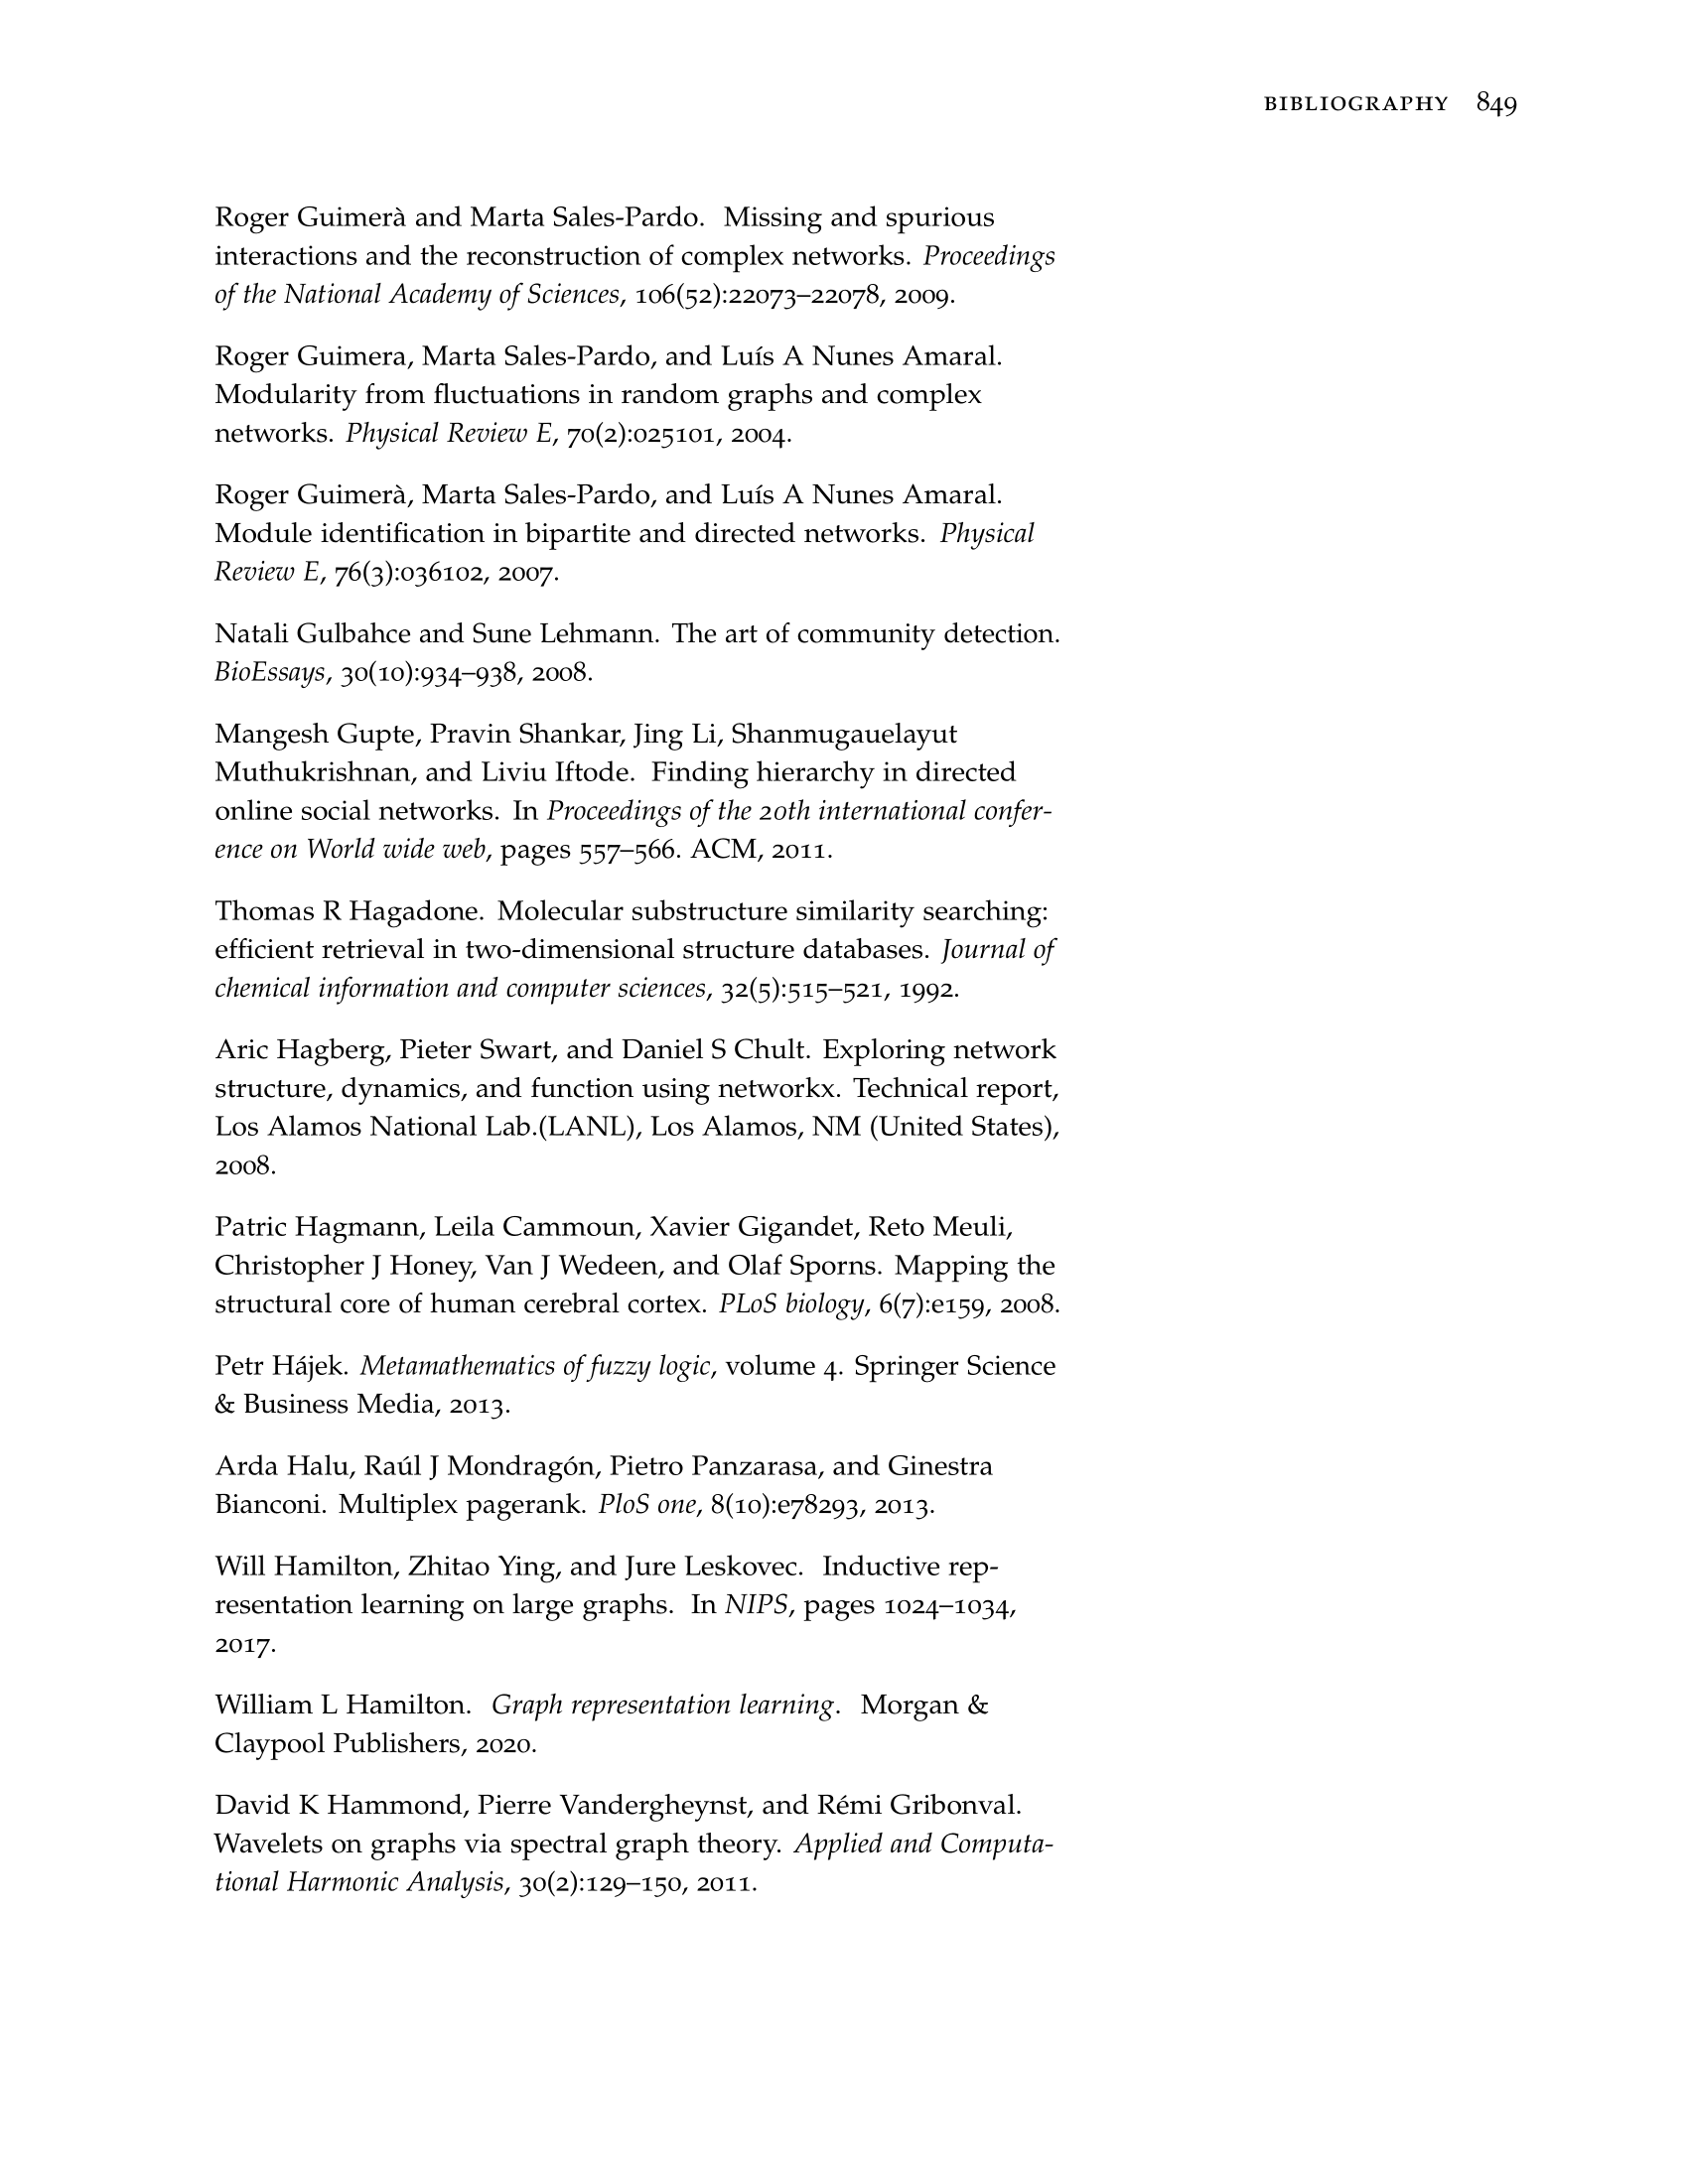 BIBLIOGRAPHY 849
Roger Guimerà and Marta Sales-Pardo. Missing and spurious
interactions and the reconstruction of complex networks. Proceedings
of the National Academy of Sciences, 106(52):22073–22078, 2009.
Roger Guimera, Marta Sales-Pardo, and Luís A Nunes Amaral.
Modularity from fluctuations in random graphs and complex
networks. Physical Review E, 70(2):025101, 2004.
Roger Guimerà, Marta Sales-Pardo, and Luís A Nunes Amaral.
Module identification in bipartite and directed networks. Physical
Review E, 76(3):036102, 2007.
Natali Gulbahce and Sune Lehmann. The art of community detection.
BioEssays, 30(10):934–938, 2008.
Mangesh Gupte, Pravin Shankar, Jing Li, Shanmugauelayut
Muthukrishnan, and Liviu Iftode. Finding hierarchy in directed
online social networks. In Proceedings of the 20th international confer-
ence on World wide web, pages 557–566. ACM, 2011.
Thomas R Hagadone. Molecular substructure similarity searching:
efficient retrieval in two-dimensional structure databases. Journal of
chemical information and computer sciences, 32(5):515–521, 1992.
Aric Hagberg, Pieter Swart, and Daniel S Chult. Exploring network
structure, dynamics, and function using networkx. Technical report,
Los Alamos National Lab.(LANL), Los Alamos, NM (United States),
2008.
Patric Hagmann, Leila Cammoun, Xavier Gigandet, Reto Meuli,
Christopher J Honey, Van J Wedeen, and Olaf Sporns. Mapping the
structural core of human cerebral cortex. PLoS biology, 6(7):e159, 2008.
Petr Hájek. Metamathematics of fuzzy logic, volume 4. Springer Science
& Business Media, 2013.
Arda Halu, Raúl J Mondragón, Pietro Panzarasa, and Ginestra
Bianconi. Multiplex pagerank. PloS one, 8(10):e78293, 2013.
Will Hamilton, Zhitao Ying, and Jure Leskovec. Inductive rep-
resentation learning on large graphs. In NIPS, pages 1024–1034,
2017.
William L Hamilton. Graph representation learning. Morgan &
Claypool Publishers, 2020.
David K Hammond, Pierre Vandergheynst, and Rémi Gribonval.
Wavelets on graphs via spectral graph theory. Applied and Computa-
tional Harmonic Analysis, 30(2):129–150, 2011.